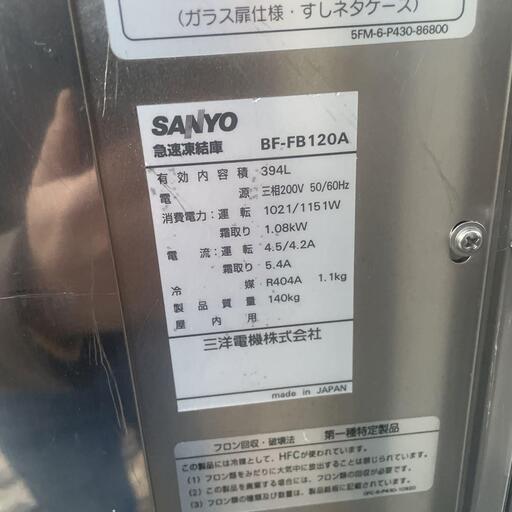 (ガラス扉仕様・すしネタケース)
5FM-6-P430-86800
SANYO
急速凍結庫 BF-FB120A
有効内容積 394L
電源 三相200V 50/60Hz
消費電力:運転 1021/1151W
霜取り 1.08kW
電流:運転 4.5/4.2A
霜取り 5.4A
冷媒 R404A 1.1kg
製品質量 140kg
屋内用
三洋電機株式会社
made in JAPAN
フロン回収・破壊法 第一種特定製品
この製品には冷媒として、HFCが使われています。
(1)フロン類をみだりに大気中に放出することは禁じられています。
(2)この製品を廃棄する場合には、フロン類の回収が必要です。
(3)フロン類の種類及び数量は、製品銘板に記載されています。